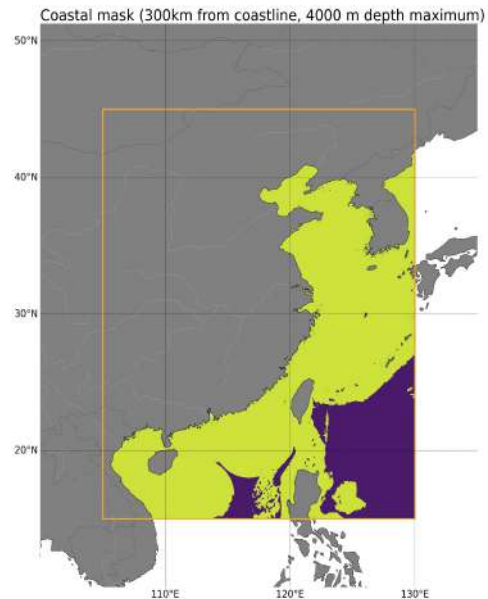 Coastal mask (300km from coastline, 4000 m depth maximum)
50°N
40°N
30°N
20°N
110°E
120°E
130°E